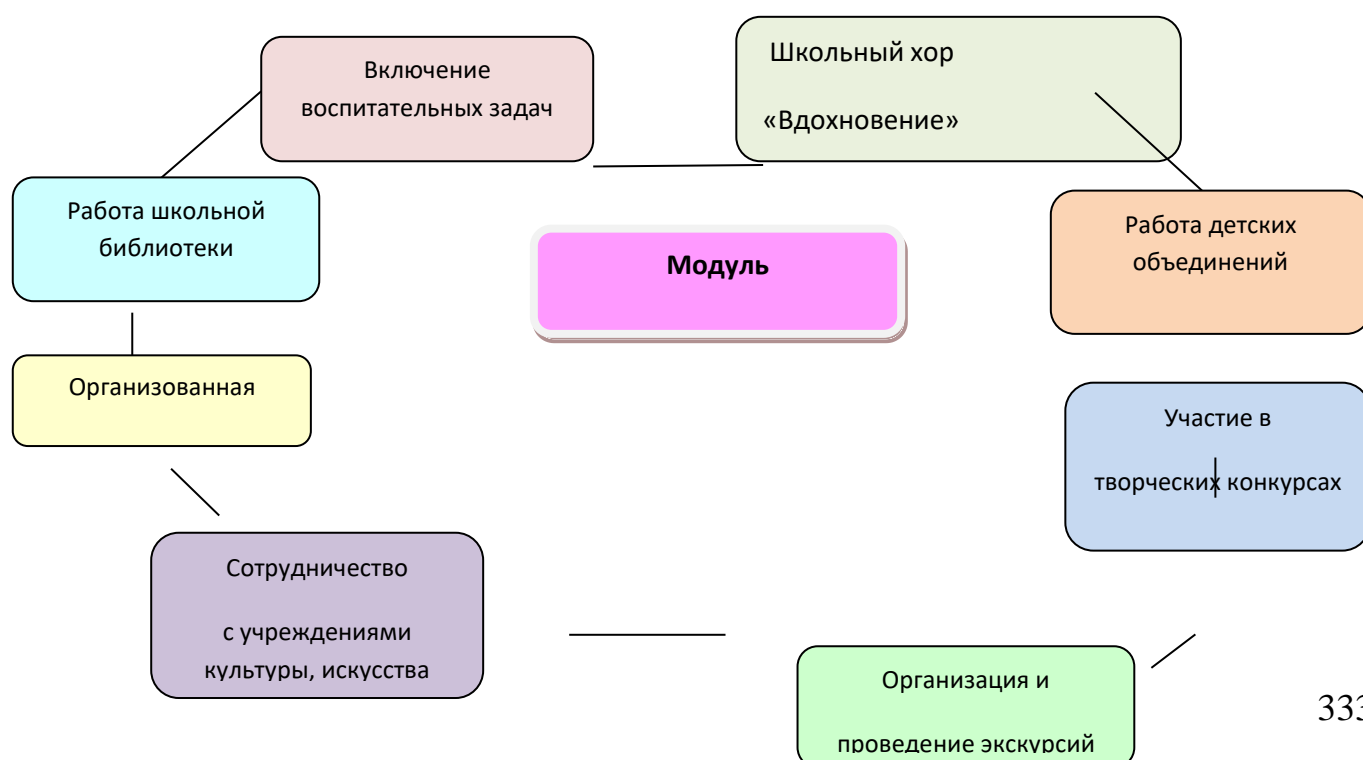 Включение
воспитательных задач
Школьный хор
«Вдохновение»
Работа школьной
библиотеки
Модуль
Работа детских
объединений
Организованная
Участие в
творческих конкурсах
Сотрудничество
с учреждениями
культуры, искусства
Организация и
проведение экскурсий
333